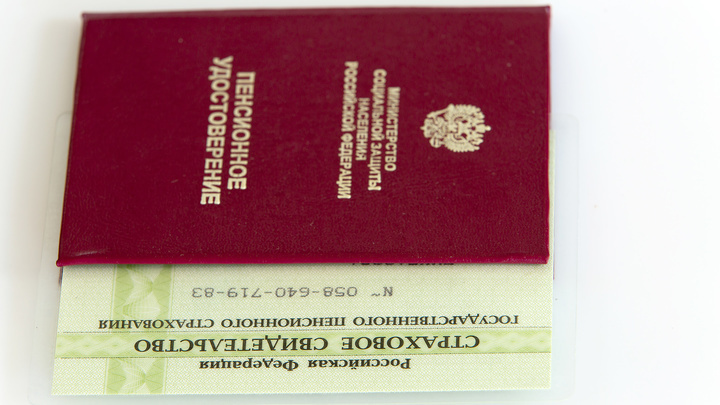 МИНИСТЕРСТВО
СОЦИАЛЬНОЙ ЗАЩИТЫ
НАСЕЛЕНИЯ
РОССИЙСКОЙ ФЕДЕРАЦИИ
ПЕНСИОННОЕ
УДОСТОВЕРЕНИЕ
Российская Федерация
СТРАХОВОЕ СВИДЕТЕЛЬСТВО
ГОСУДАРСТВЕННОГО ПЕНСИОННОГО СТРАХОВАНИЯ
№ 058-640-719-83